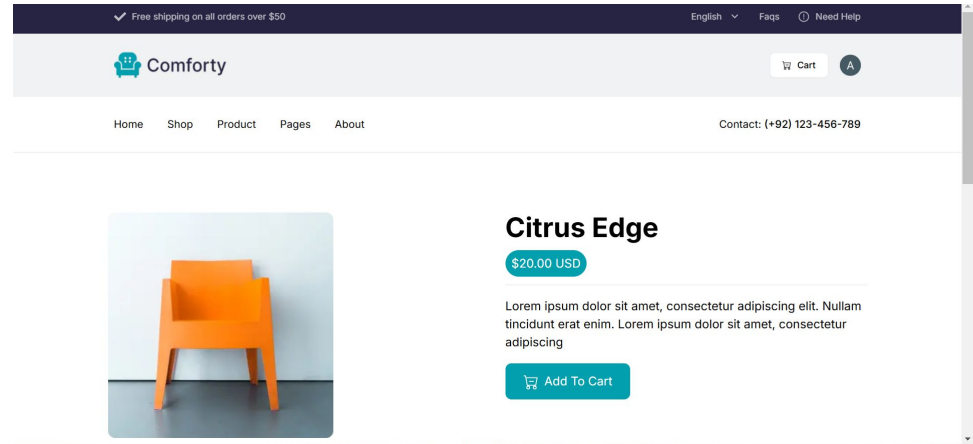 Free shipping on all orders over $50
English
Faqs
Need Help
Comforty
Cart
A
Home
Shop
Product
Pages
About
Contact: (+92) 123-456-789
Citrus Edge
$20.00 USD
Lorem ipsum dolor sit amet, consectetur adipiscing elit. Nullam
tincidunt erat enim. Lorem ipsum dolor sit amet, consectetur
adipiscing
Add To Cart